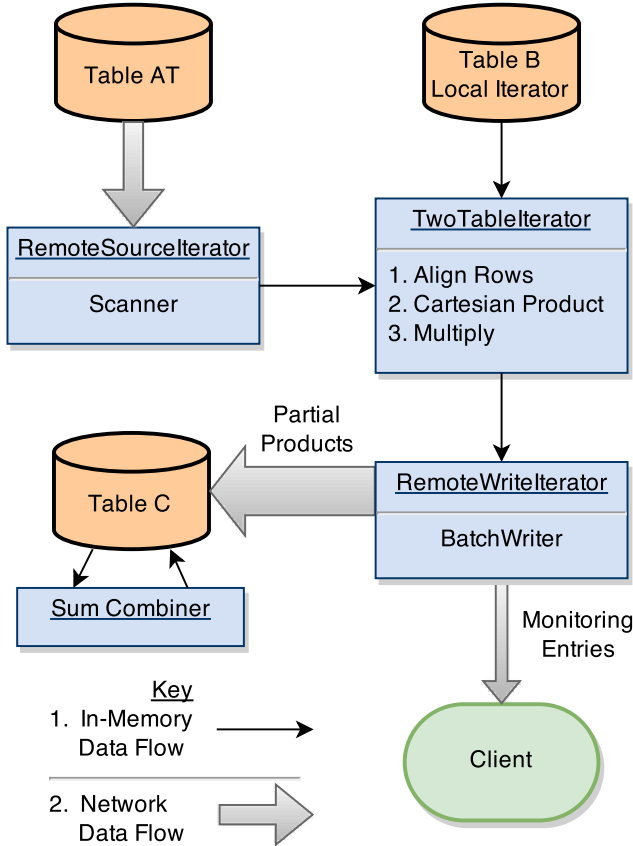 Table AT
Table B
Local Iterator
RemoteSourceIterator
Scanner
TwoTableIterator
1. Align Rows
2. Cartesian Product
3. Multiply
Partial
Products
Table C
RemoteWriteIterator
BatchWriter
Sum Combiner
Monitoring
Entries
Key
1. In-Memory
Data Flow
2. Network
Data Flow
Client